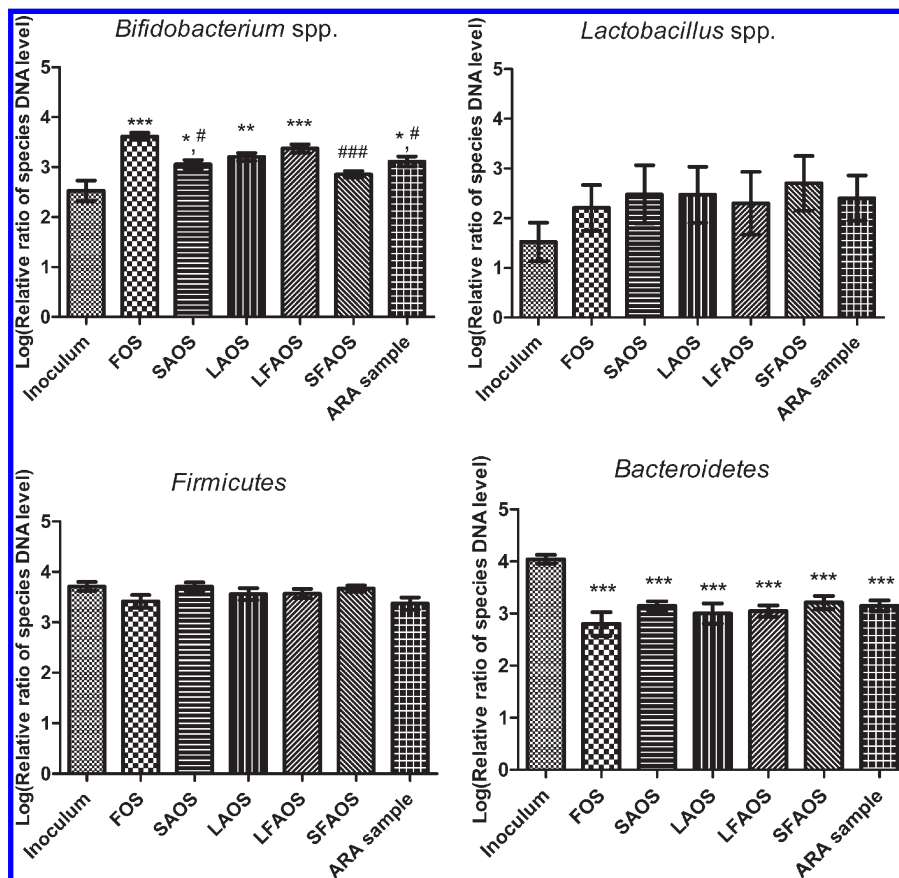 Bifidobacterium spp.
Log(Relative ratio of species DNA level)
5
4
3
2
1
0
***
*, #
**
***
###
*, #
Inoculum
FOS
SAOS
LAOS
LFAOS
SFAOS
ARA sample
Lactobacillus spp.
Log(Relative ratio of species DNA level)
5
4
3
2
1
0
Inoculum
FOS
SAOS
LAOS
LFAOS
SFAOS
ARA sample
Firmicutes
Log(Relative ratio of species DNA level)
5
4
3
2
1
0
Inoculum
FOS
SAOS
LAOS
LFAOS
SFAOS
ARA sample
Bacteroidetes
Log(Relative ratio of species DNA level)
5
4
3
2
1
0
***
***
***
***
***
***
Inoculum
FOS
SAOS
LAOS
LFAOS
SFAOS
ARA sample